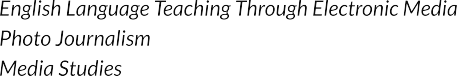 English Language Teaching Through Electronic Media
Photo Journalism
Media Studies